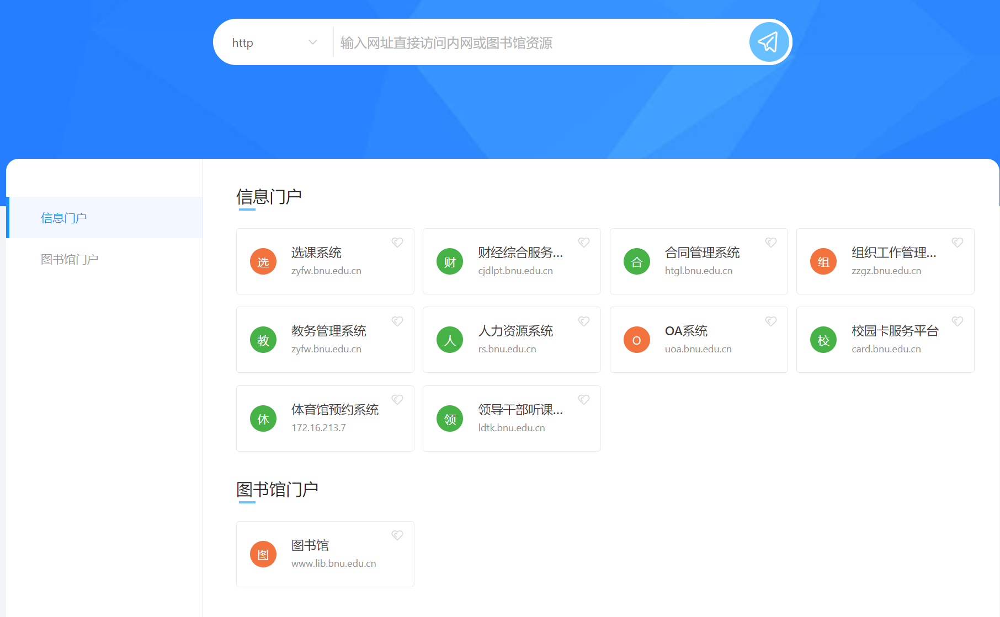 http
输入网址直接访问内网或图书馆资源
信息门户
图书馆门户
信息门户
选
选课系统
zyfw.bnu.edu.cn
财
财经综合服务...
cjdlpt.bnu.edu.cn
合
合同管理系统
htgl.bnu.edu.cn
组
组织工作管理...
zzgz.bnu.edu.cn
教
教务管理系统
zyfw.bnu.edu.cn
人
人力资源系统
rs.bnu.edu.cn
O
OA系统
uoa.bnu.edu.cn
校
校园卡服务平台
card.bnu.edu.cn
体
体育馆预约系统
172.16.213.7
领
领导干部听课...
ldtk.bnu.edu.cn
图书馆门户
图
图书馆
www.lib.bnu.edu.cn